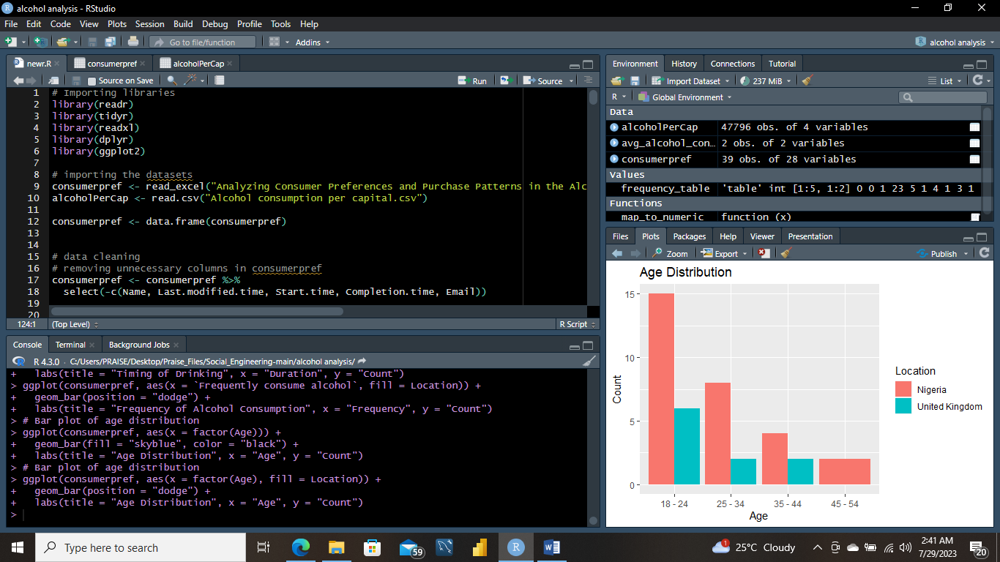 alcohol analysis - RStudio
File Edit Code View Plots Session Build Debug Profile Tools Help
Go to file/function Addins alcohol analysis
newr.R consumerpref alcoholPerCap
Source on Save Run Source
1 # Importing libraries
2 library(readr)
3 library(tidyr)
4 library(readxl)
5 library(dplyr)
6 library(ggplot2)
7
8 # importing the datasets
9 consumerpref <- read_excel("Analyzing Consumer Preferences and Purchase Patterns in the Alc
10 alcoholPerCap <- read.csv("Alcohol consumption per capital.csv")
11
12 consumerpref <- data.frame(consumerpref)
13
14
15 # data cleaning
16 # removing unnecessary columns in consumerpref
17 consumerpref <- consumerpref %>%
18 select(-c(Name, Last.modified.time, Start.time, Completion.time, Email))
19
20
124:1 (Top Level) R Script
Console Terminal Background Jobs
R 4.3.0 · C:/Users/PRAISE/Desktop/Praise_Files/Social_Engineering-main/alcohol analysis/
+ labs(title = "Timing of Drinking", x = "Duration", y = "Count")
> ggplot(consumerpref, aes(x = `Frequently consume alcohol`, fill = Location)) +
+ geom_bar(position = "dodge") +
+ labs(title = "Frequency of Alcohol Consumption", x = "Frequency", y = "Count")
> # Bar plot of age distribution
> ggplot(consumerpref, aes(x = factor(Age))) +
+ geom_bar(fill = "skyblue", color = "black") +
+ labs(title = "Age Distribution", x = "Age", y = "Count")
> # Bar plot of age distribution
> ggplot(consumerpref, aes(x = factor(Age), fill = Location)) +
+ geom_bar(position = "dodge") +
+ labs(title = "Age Distribution", x = "Age", y = "Count")
>
Environment History Connections Tutorial
Import Dataset 237 MiB List
R Global Environment
Data
alcoholPerCap 47796 obs. of 4 variables
avg_alcohol_con… 2 obs. of 2 variables
consumerpref 39 obs. of 28 variables
Values
frequency_table 'table' int [1:5, 1:2] 0 0 1 23 5 1 4 1 3 1
Functions
map_to_numeric function (x)
Files Plots Packages Help Viewer Presentation
Zoom Export Publish
Age Distribution
15
10
5
0
Count
18 - 24 25 - 34 35 - 44 45 - 54
Age
Location
Nigeria
United Kingdom
Type here to search 59 R W 1 25°C Cloudy 2:41 AM
7/29/2023 20